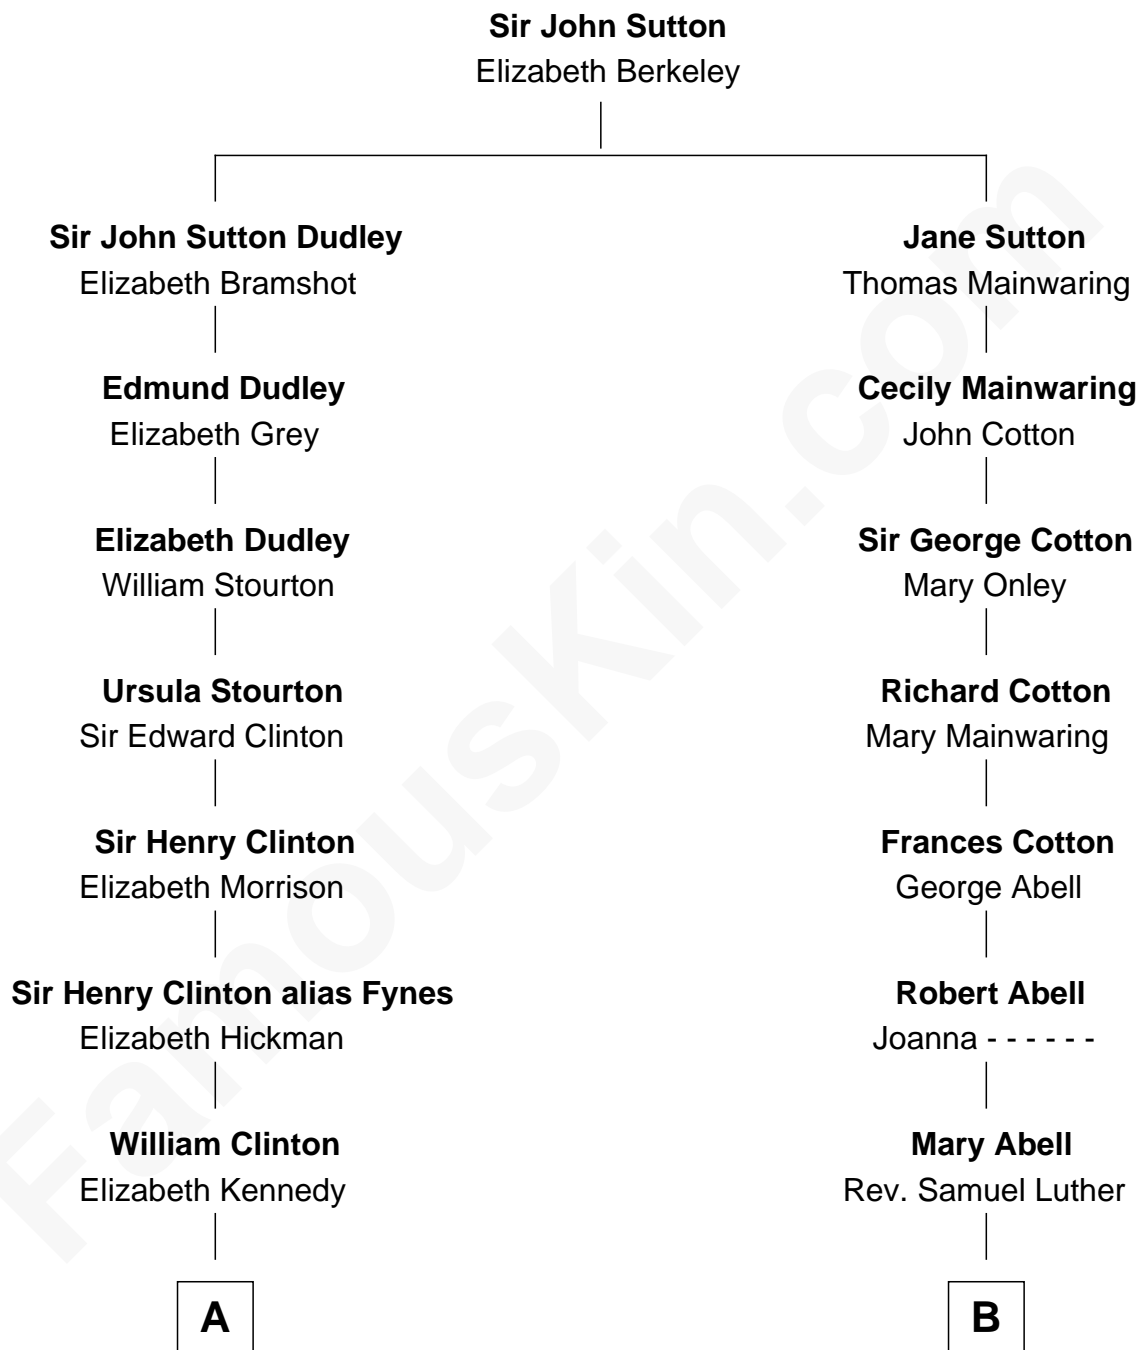 Sir John Sutton
Elizabeth Berkeley
Sir John Sutton Dudley
Elizabeth Bramshot
Edmund Dudley
Elizabeth Grey
Elizabeth Dudley
William Stourton
Ursula Stourton
Sir Edward Clinton
Sir Henry Clinton
Elizabeth Morrison
Sir Henry Clinton alias Fynes
Elizabeth Hickman
William Clinton
Elizabeth Kennedy
A
Jane Sutton
Thomas Mainwaring
Cecily Mainwaring
John Cotton
Sir George Cotton
Mary Onley
Richard Cotton
Mary Mainwaring
Frances Cotton
George Abell
Robert Abell
Joanna - - - - - -
Mary Abell
Rev. Samuel Luther
B
FamousKin.com